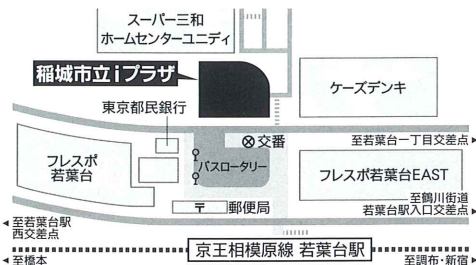 スーパー三和
ホームセンターユニディ
稲城市立iプラザ
ケーズデンキ
東京都民銀行
交番
至若葉台一丁目交差点
フレスポ
若葉台
バスロータリー
フレスポ若葉台EAST
〒 郵便局
至鶴川街道
若葉台駅入口交差点
至若葉台駅
西交差点
京王相模原線 若葉台駅
至橋本
至調布・新宿